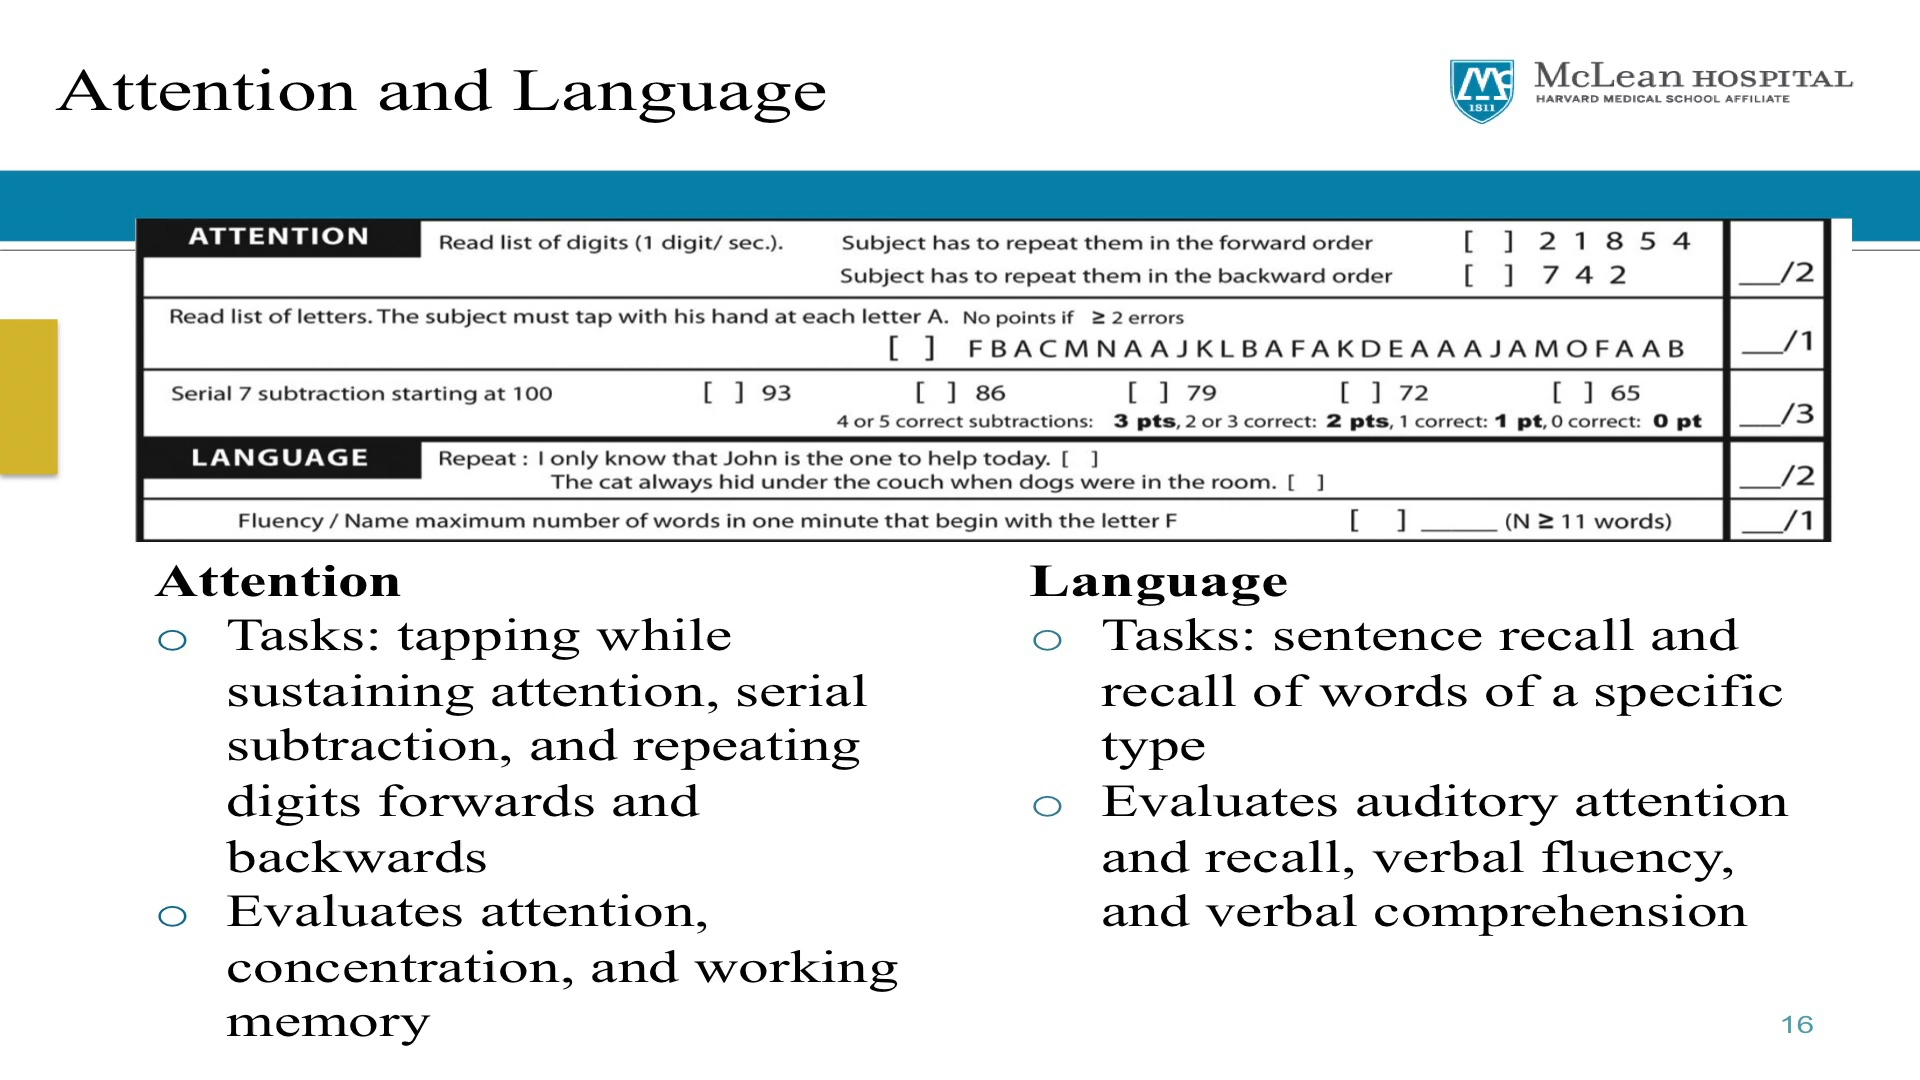 Attention and Language
McLean HOSPITAL
HARVARD MEDICAL SCHOOL AFFILIATE
1811
ATTENTION
Read list of digits (1 digit/ sec.). Subject has to repeat them in the forward order [ ] 2 1 8 5 4
Subject has to repeat them in the backward order [ ] 7 4 2 ___/2
Read list of letters. The subject must tap with his hand at each letter A. No points if ≥ 2 errors
[ ] F B A C M N A A J K L B A F A K D E A A A J A M O F A A B ___/1
Serial 7 subtraction starting at 100 [ ] 93 [ ] 86 [ ] 79 [ ] 72 [ ] 65
4 or 5 correct subtractions: 3 pts, 2 or 3 correct: 2 pts, 1 correct: 1 pt, 0 correct: 0 pt ___/3
LANGUAGE
Repeat : I only know that John is the one to help today. [ ]
The cat always hid under the couch when dogs were in the room. [ ] ___/2
Fluency / Name maximum number of words in one minute that begin with the letter F [ ] _____ (N ≥ 11 words) ___/1
Attention
o Tasks: tapping while
sustaining attention, serial
subtraction, and repeating
digits forwards and
backwards
o Evaluates attention,
concentration, and working
memory
Language
o Tasks: sentence recall and
recall of words of a specific
type
o Evaluates auditory attention
and recall, verbal fluency,
and verbal comprehension
16